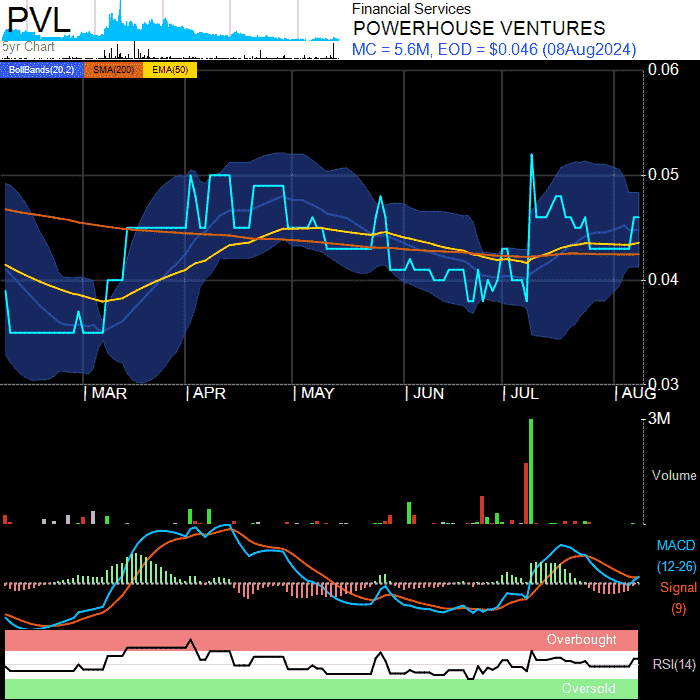 PVL
5yr Chart
Financial Services
POWERHOUSE VENTURES
MC = 5.6M, EOD = $0.046 (08Aug2024)
BollBands(20,2) SMA(200) EMA(50)
0.06
0.05
0.04
0.03
MAR APR MAY JUN JUL AUG
3M
Volume
MACD
(12-26)
Signal
(9)
Overbought
RSI(14)
Oversold